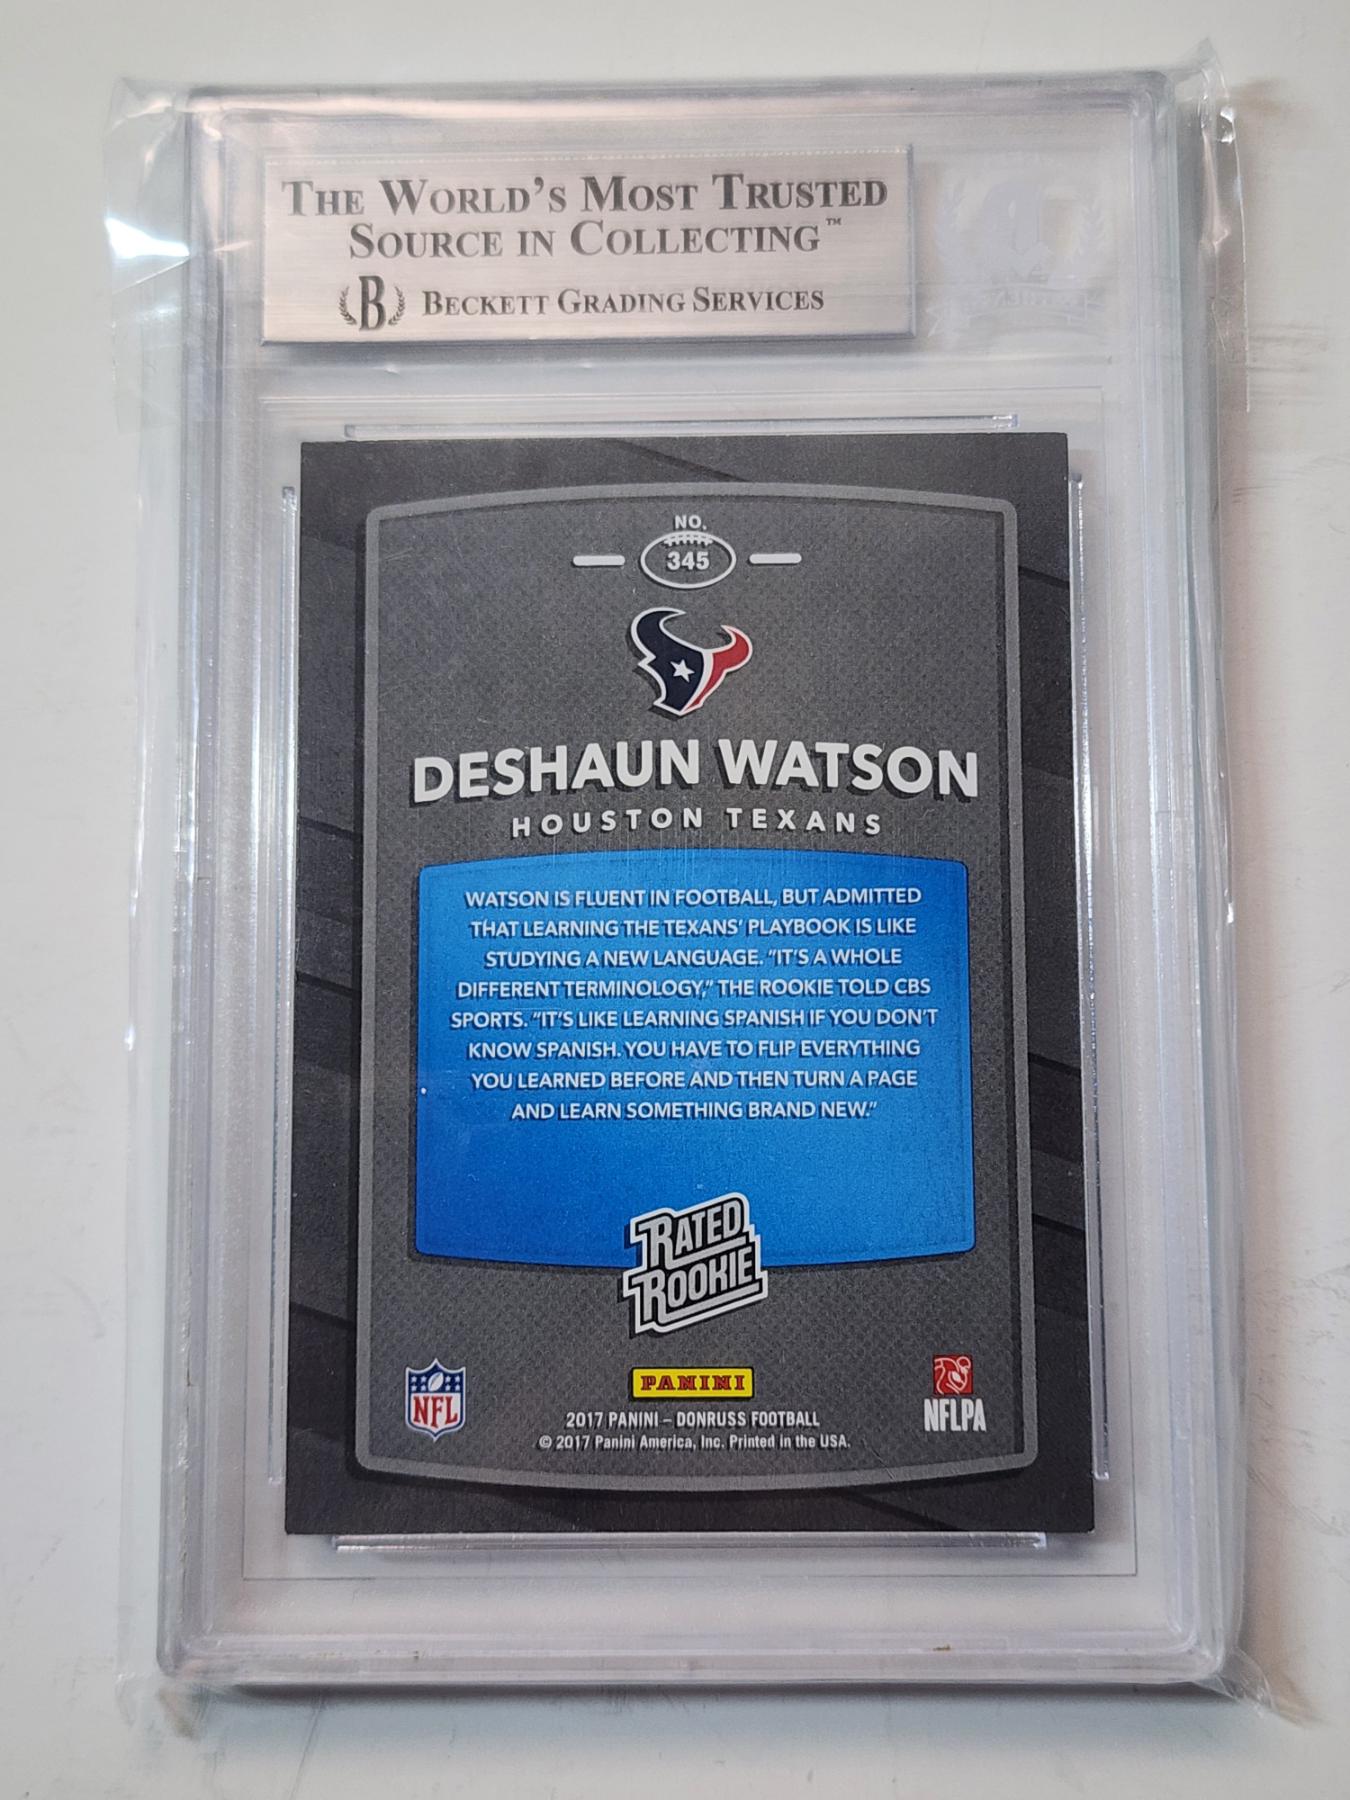 THE WORLD'S MOST TRUSTED
SOURCE IN COLLECTING™
B BECKETT GRADING SERVICES
NO.
345
DESHAUN WATSON
HOUSTON TEXANS
WATSON IS FLUENT IN FOOTBALL, BUT ADMITTED
THAT LEARNING THE TEXANS' PLAYBOOK IS LIKE
STUDYING A NEW LANGUAGE. "IT'S A WHOLE
DIFFERENT TERMINOLOGY," THE ROOKIE TOLD CBS
SPORTS. "IT'S LIKE LEARNING SPANISH IF YOU DON'T
KNOW SPANISH. YOU HAVE TO FLIP EVERYTHING
YOU LEARNED BEFORE AND THEN TURN A PAGE
AND LEARN SOMETHING BRAND NEW."
RATED
ROOKIE
NFL
PANINI
NFLPA
2017 PANINI – DONRUSS FOOTBALL
© 2017 Panini America, Inc. Printed in the USA.